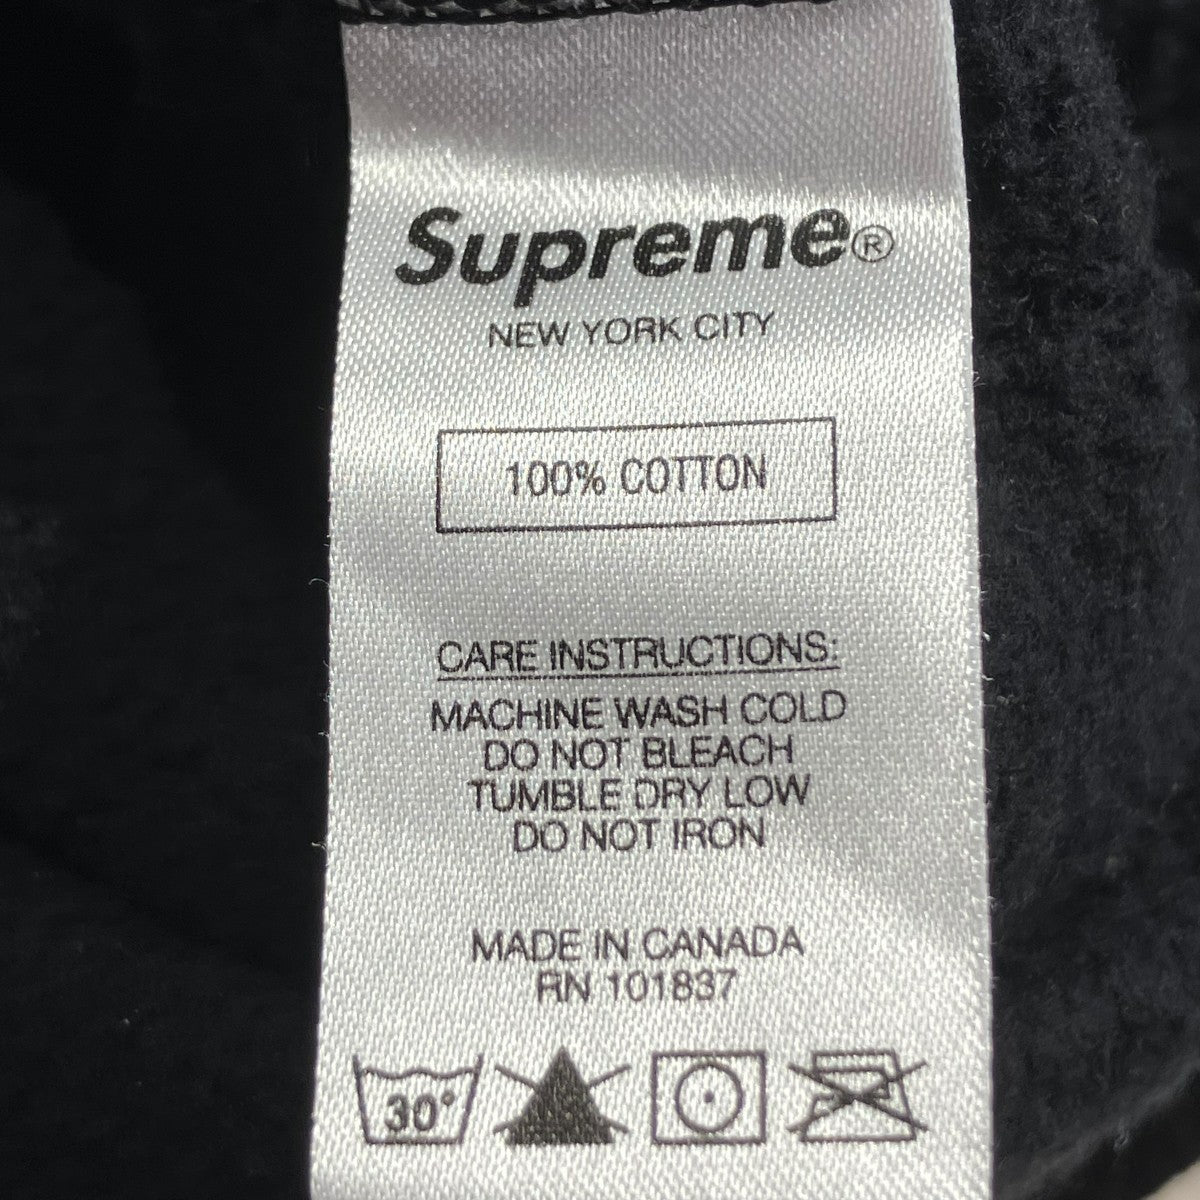 Supreme®
NEW YORK CITY
100% COTTON
CARE INSTRUCTIONS:
MACHINE WASH COLD
DO NOT BLEACH
TUMBLE DRY LOW
DO NOT IRON
MADE IN CANADA
RN 101837
30°